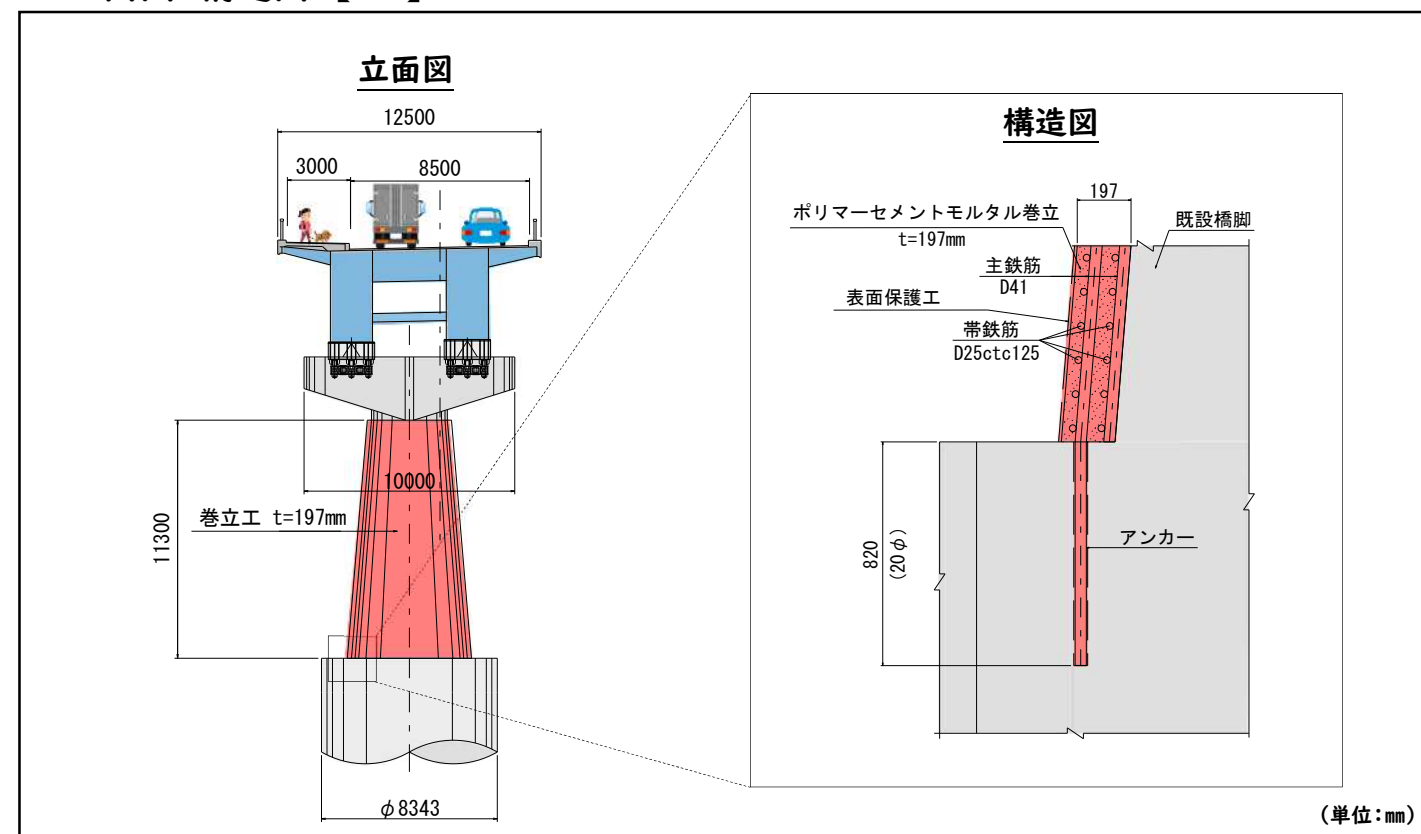 立面図
12500
3000
8500
10000
11300
巻立工 t=197mm
φ8343
構造図
197
ポリマーセメントモルタル巻立
t=197mm
既設橋脚
主鉄筋
D41
表面保護工
帯鉄筋
D25ctc125
820
(20φ)
アンカー
(単位:mm)